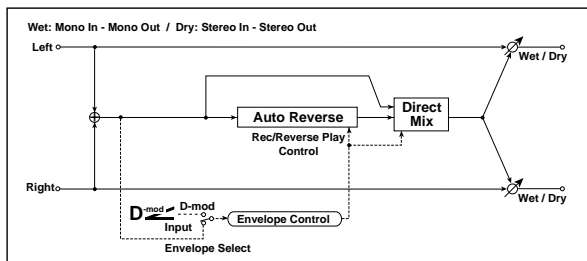 Wet: Mono In - Mono Out / Dry: Stereo In - Stereo Out
Left
Wet / Dry
Auto Reverse
Direct
Mix
Rec/Reverse Play
Control
Right
Wet / Dry
D-mod
D-mod
Input
Envelope Control
Envelope Select